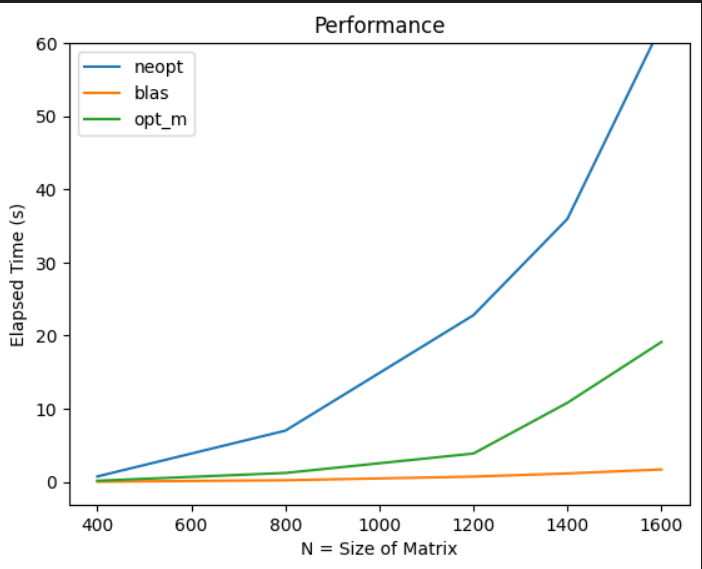 Performance
neopt
blas
opt_m
Elapsed Time (s)
60
50
40
30
20
10
0
400 600 800 1000 1200 1400 1600
N = Size of Matrix